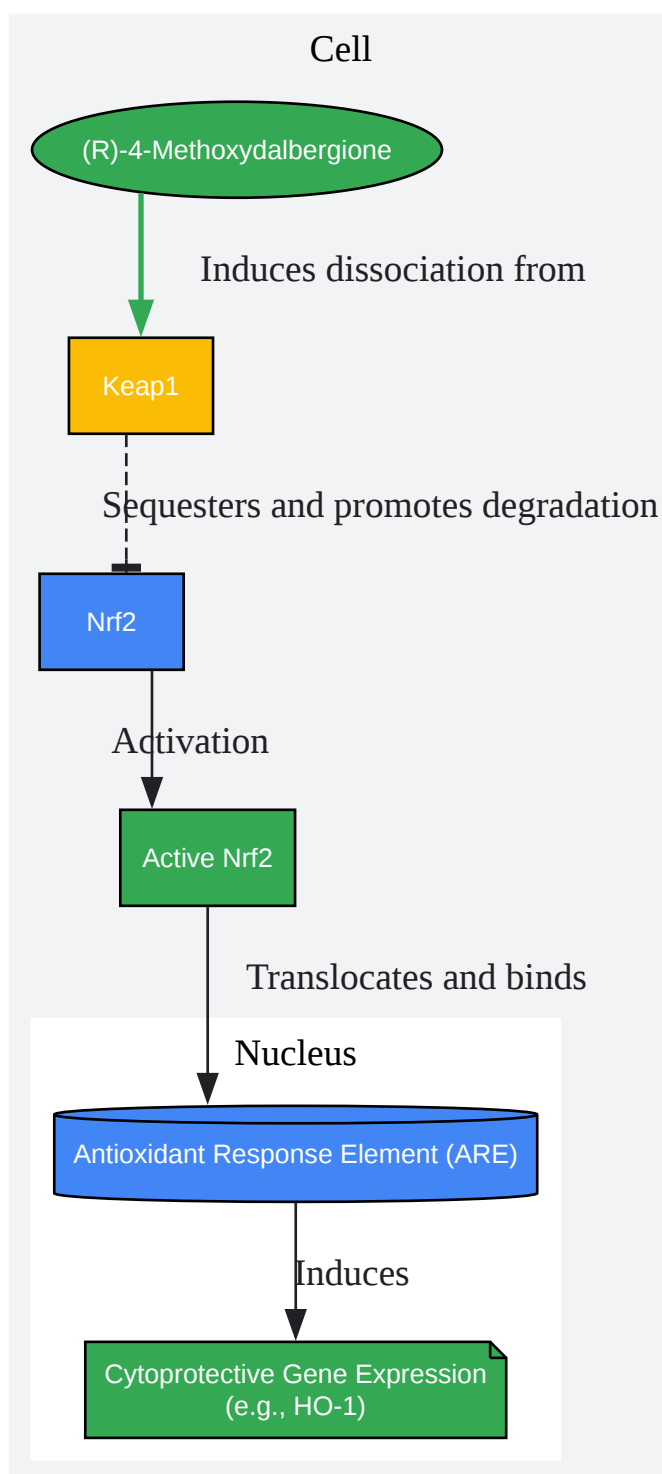 Cell
(R)-4-Methoxydalbergione
Induces dissociation from
Keap1
Sequesters and promotes degradation
Nrf2
Activation
Active Nrf2
Translocates and binds
Nucleus
Antioxidant Response Element (ARE)
Induces
Cytoprotective Gene Expression
(e.g., HO-1)